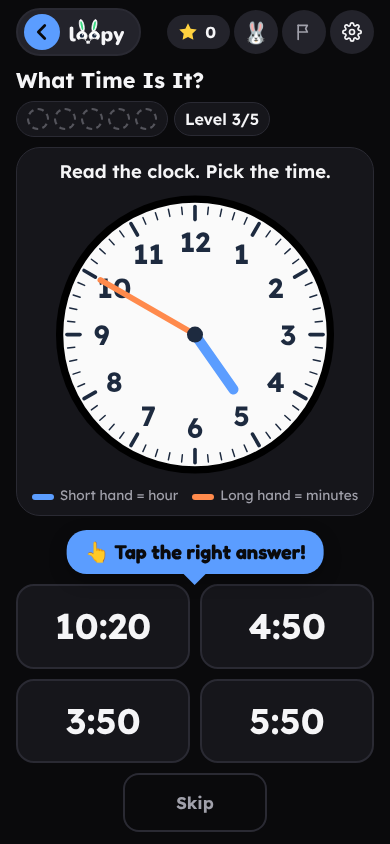 loopy
0
What Time Is It?
Level 3/5
Read the clock. Pick the time.
12
11 1
10 2
9 3
8 4
7 5
6
Short hand = hour Long hand = minutes
👆 Tap the right answer!
10:20 4:50
3:50 5:50
Skip